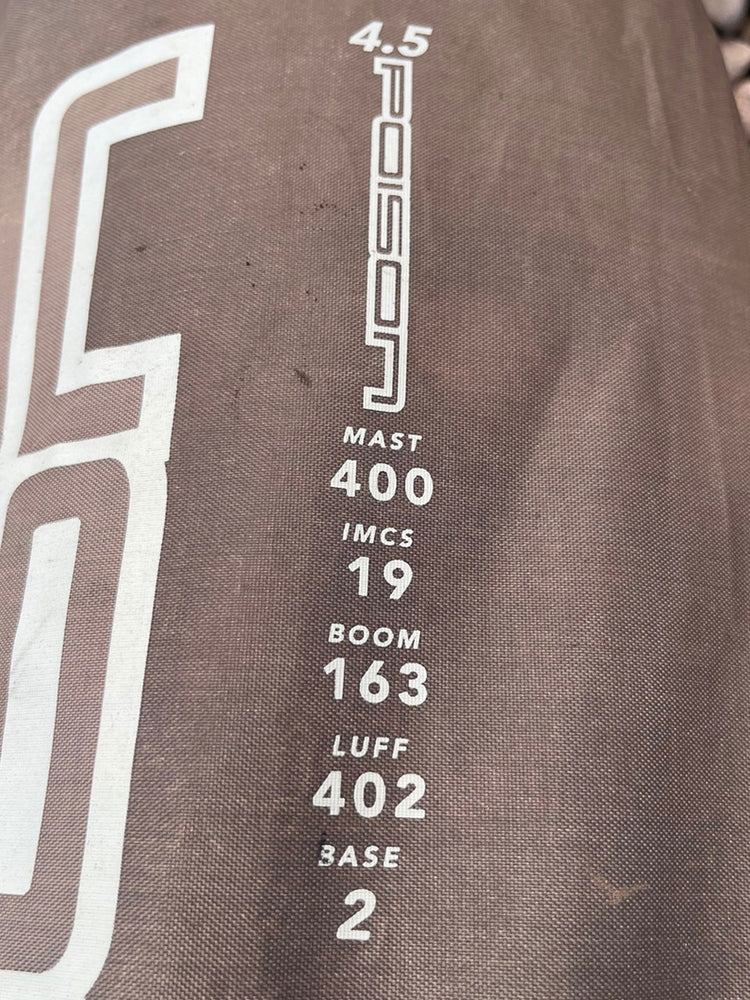 4.5
POISON
MAST
400
IMCS
19
BOOM
163
LUFF
402
BASE
2